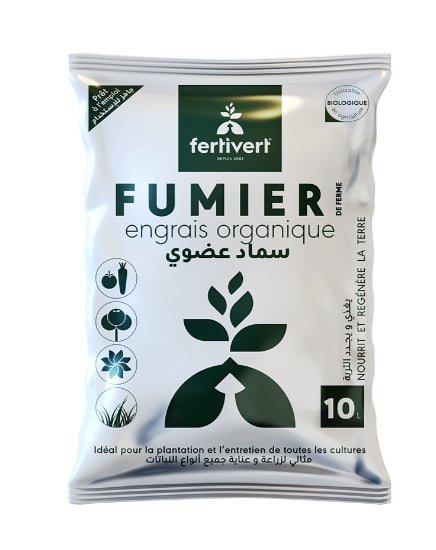 Prêt
à l'emploi
جاهز للاستخدام
fertivert
DEPUIS 2003
Utilisable
BIOLOGIQUE
en agriculture
FUMIER
DE FERME
engrais organique
سماد عضوي
يغذي و يجدد التربة
NOURRIT ET REGÉNÈRE LA TERRE
10 L
Idéal pour la plantation et l'entretien de toutes les cultures
مثالي لزراعة و عناية جميع أنواع النباتات